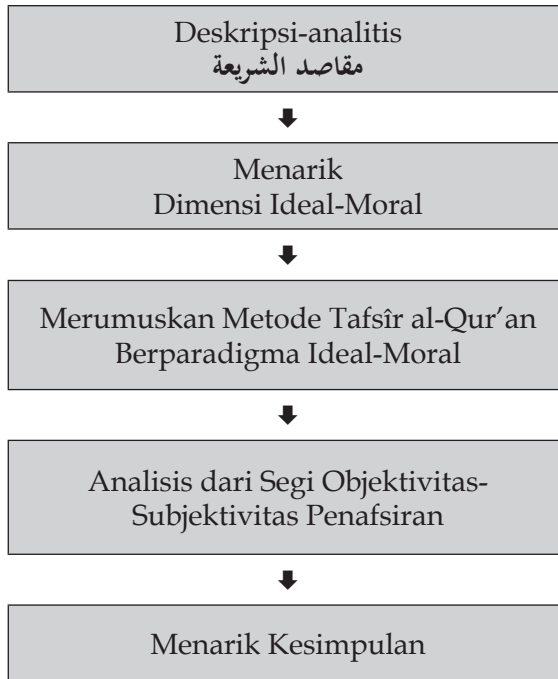 Deskripsi-analitis
مقاصد الشريعة
Menarik
Dimensi Ideal-Moral
Merumuskan Metode Tafsîr al-Qur'an
Berparadigma Ideal-Moral
Analisis dari Segi Objektivitas-
Subjektivitas Penafsiran
Menarik Kesimpulan